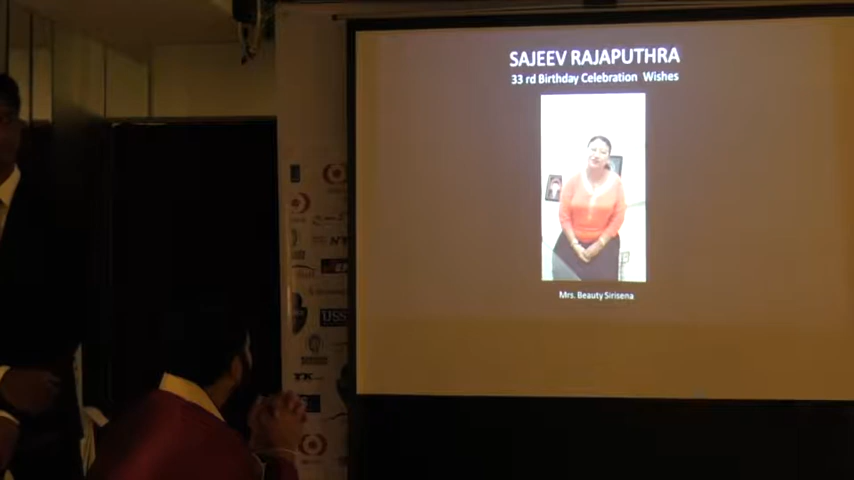 SAJEEV RAJAPUTHRA
33 rd Birthday Celebration Wishes
Mrs. Beauty Sirisena